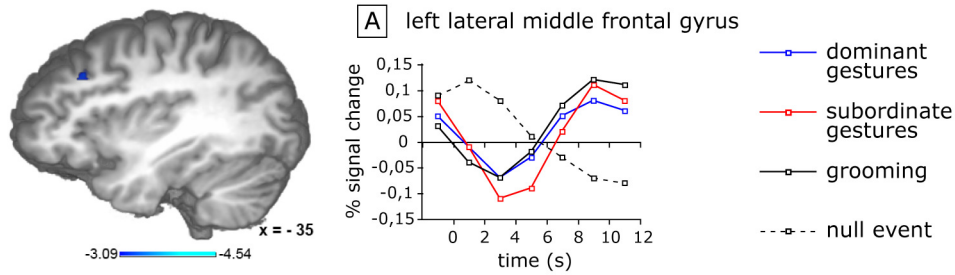 A left lateral middle frontal gyrus
% signal change
0,15
0,1
0,05
0
-0,05
-0,1
-0,15
0 2 4 6 8 10 12
time (s)
dominant
gestures
subordinate
gestures
grooming
null event
x = - 35
-3.09 -4.54